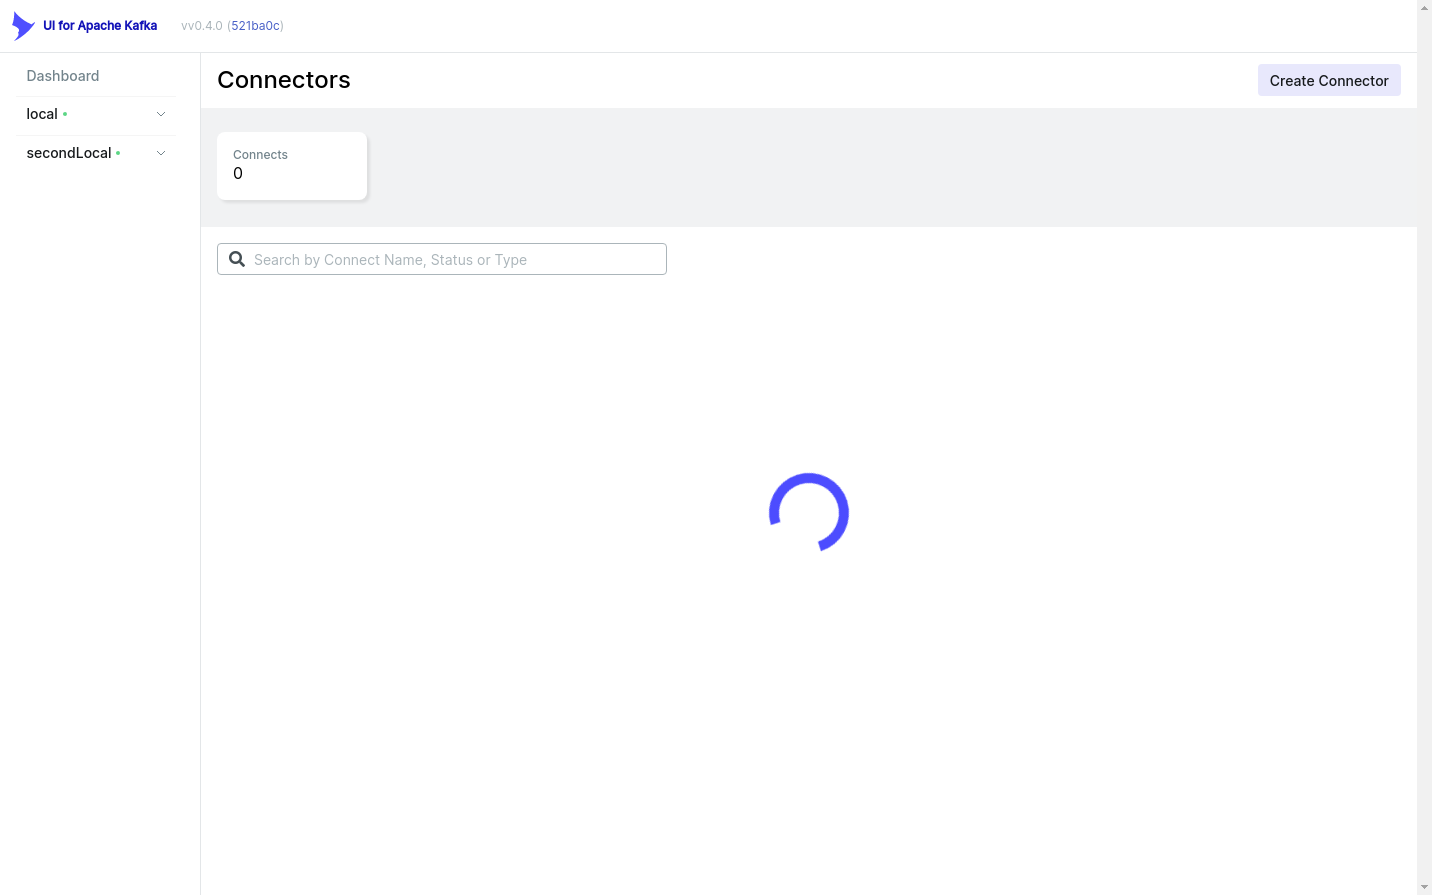 UI for Apache Kafka
vv0.4.0 (521ba0c)
Dashboard
local
secondLocal
Connectors
Create Connector
Connects
0
Search by Connect Name, Status or Type